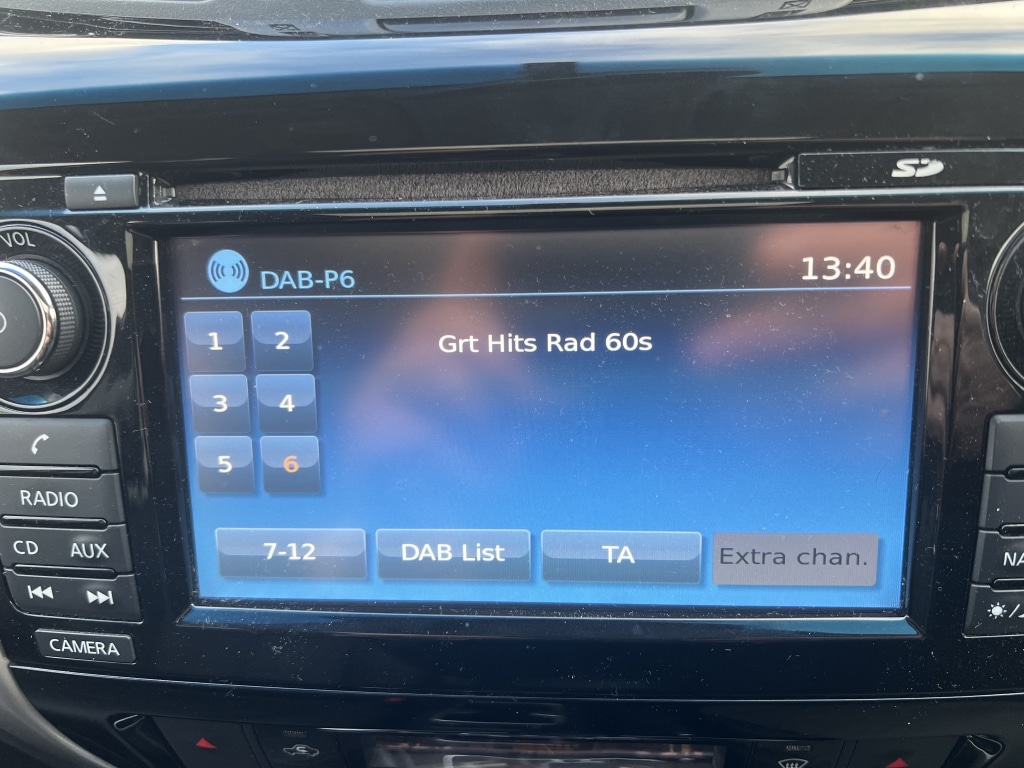 SD
VOL
DAB-P6
13:40
1 2
Grt Hits Rad 60s
3 4
5 6
RADIO
CD AUX
CAMERA
7-12 DAB List TA Extra chan.